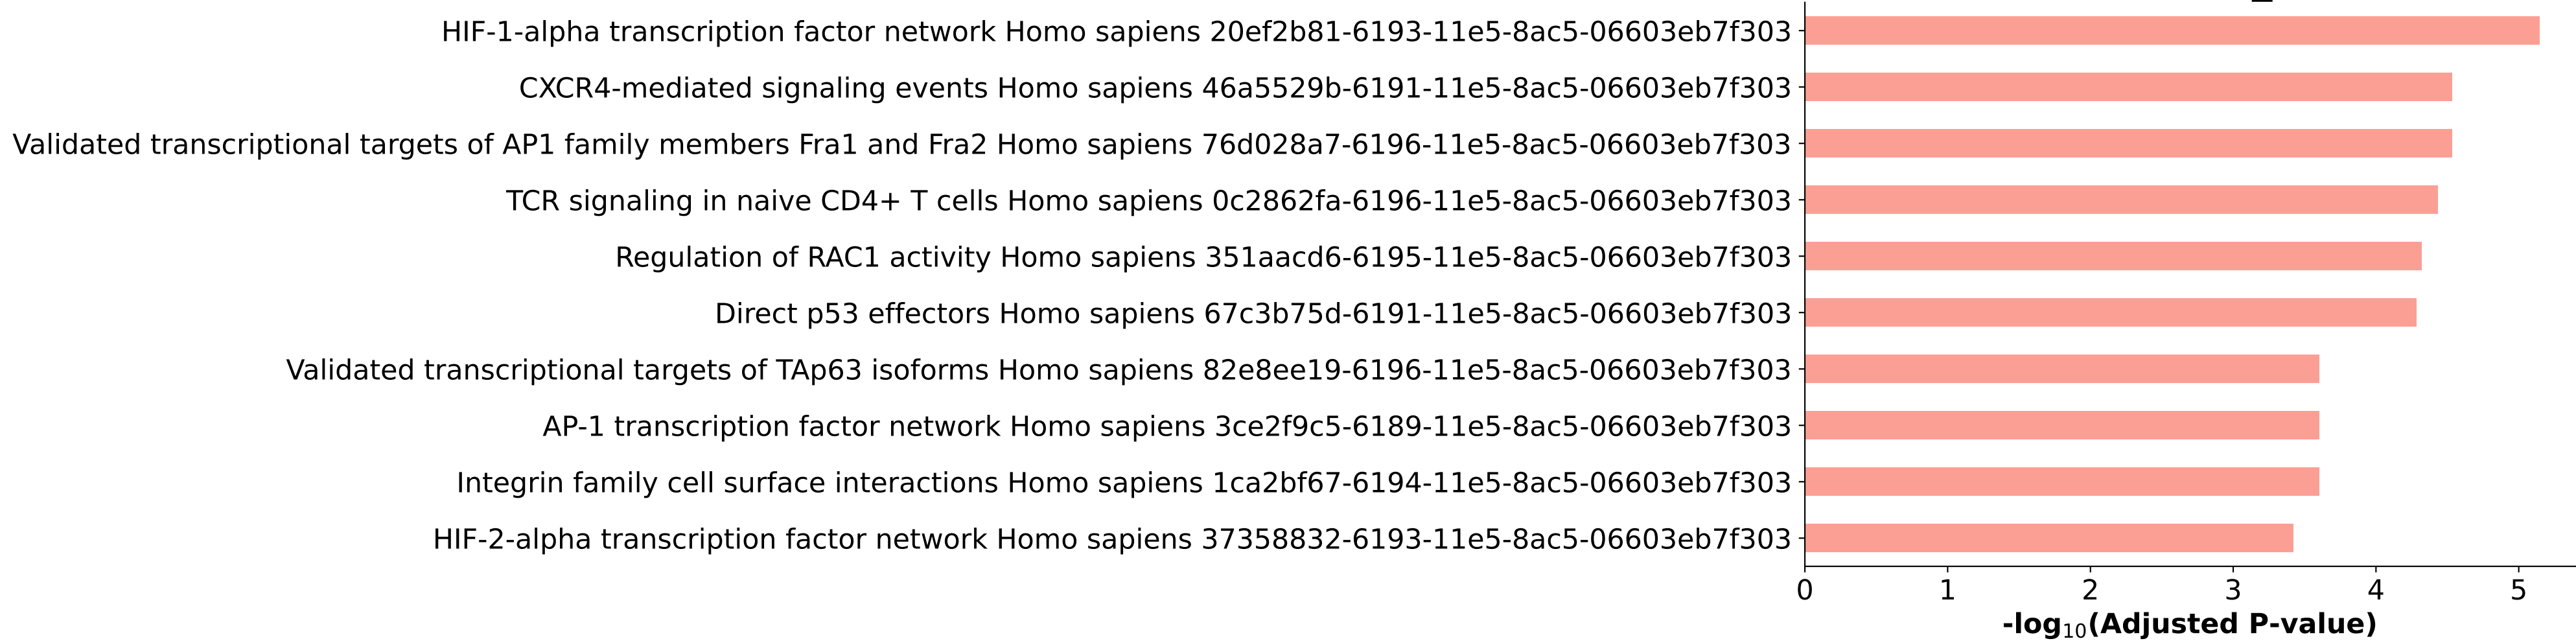 HIF-1-alpha transcription factor network Homo sapiens 20ef2b81-6193-11e5-8ac5-06603eb7f303
CXCR4-mediated signaling events Homo sapiens 46a5529b-6191-11e5-8ac5-06603eb7f303
Validated transcriptional targets of AP1 family members Fra1 and Fra2 Homo sapiens 76d028a7-6196-11e5-8ac5-06603eb7f303
TCR signaling in naive CD4+ T cells Homo sapiens 0c2862fa-6196-11e5-8ac5-06603eb7f303
Regulation of RAC1 activity Homo sapiens 351aacd6-6195-11e5-8ac5-06603eb7f303
Direct p53 effectors Homo sapiens 67c3b75d-6191-11e5-8ac5-06603eb7f303
Validated transcriptional targets of TAp63 isoforms Homo sapiens 82e8ee19-6196-11e5-8ac5-06603eb7f303
AP-1 transcription factor network Homo sapiens 3ce2f9c5-6189-11e5-8ac5-06603eb7f303
Integrin family cell surface interactions Homo sapiens 1ca2bf67-6194-11e5-8ac5-06603eb7f303
HIF-2-alpha transcription factor network Homo sapiens 37358832-6193-11e5-8ac5-06603eb7f303
0 1 2 3 4 5
-log₁₀(Adjusted P-value)